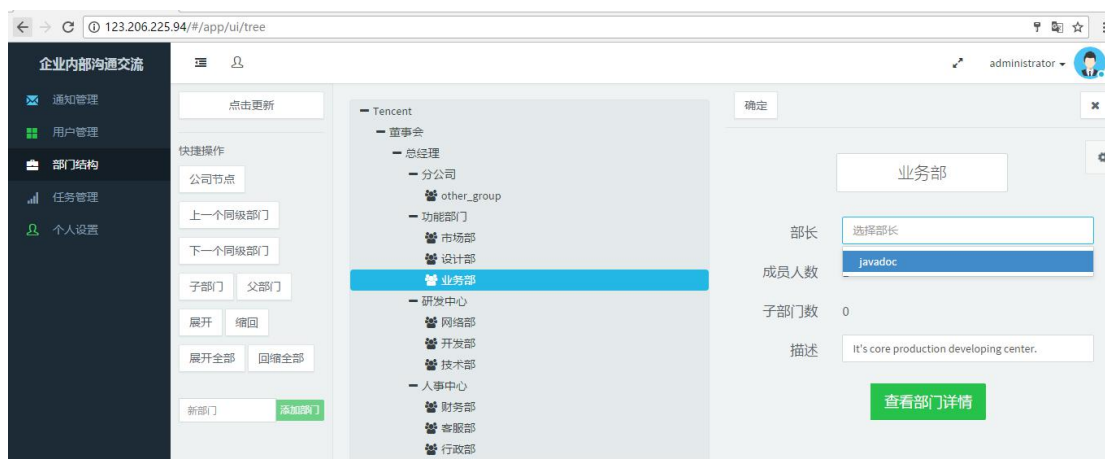 123.206.225.94/#/app/ui/tree
企业内部沟通交流
administrator
通知管理
用户管理
部门结构
任务管理
个人设置
点击更新
快捷操作
公司节点
上一个同级部门
下一个同级部门
子部门 父部门
展开 缩回
展开全部 回缩全部
新部门 添加部门
Tencent
董事会
总经理
分公司
other_group
功能部门
市场部
设计部
业务部
研发中心
网络部
开发部
技术部
人事中心
财务部
客服部
行政部
确定
业务部
部长 选择部长
javadoc
成员人数
子部门数 0
描述 It's core production developing center.
查看部门详情